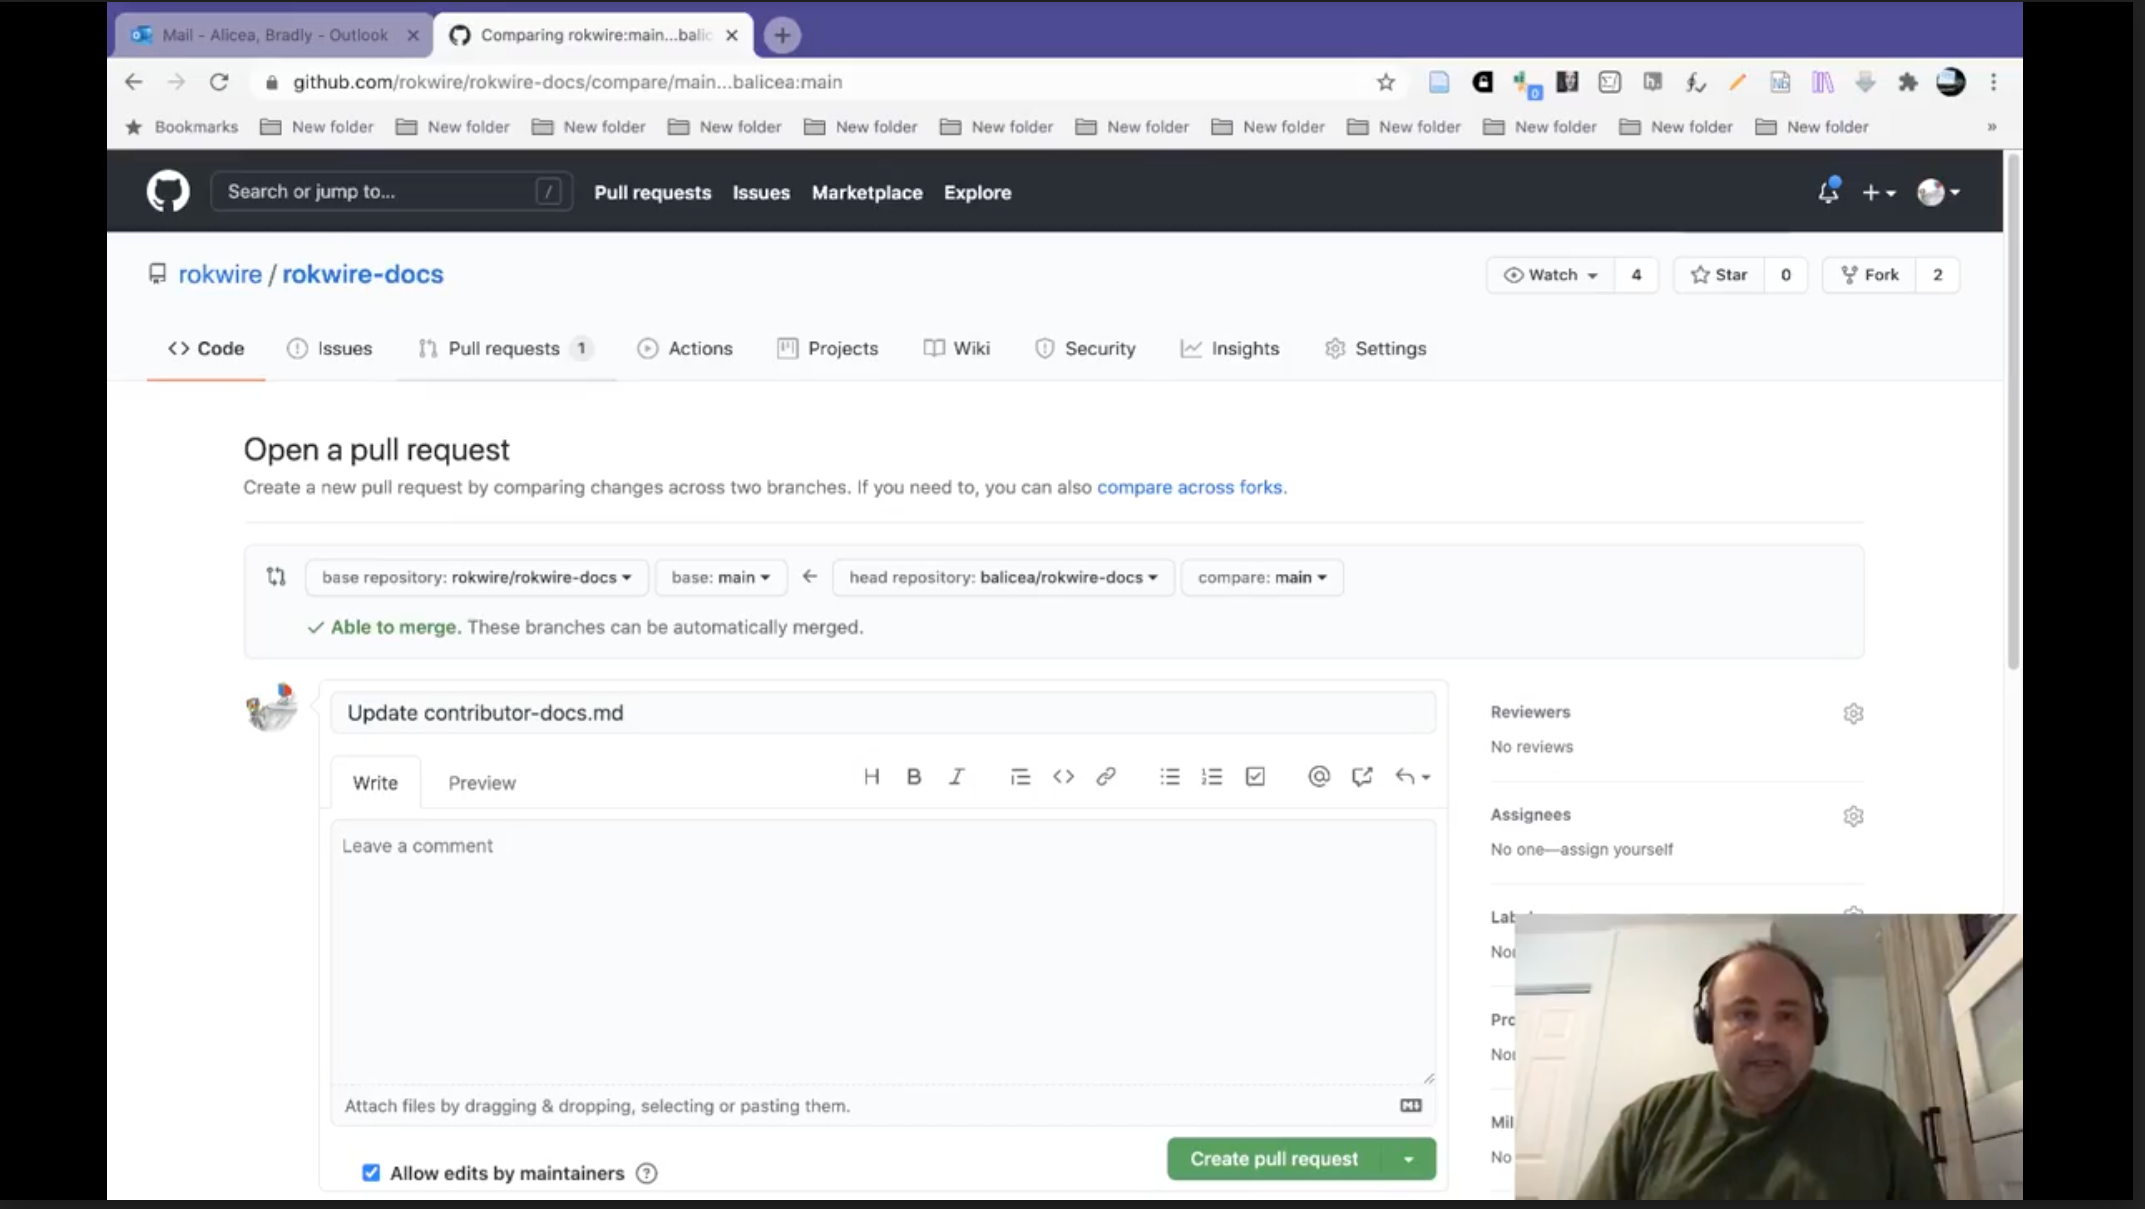 Mail - Alicea, Bradly - Outlook
Comparing rokwire:main...balic
github.com/rokwire/rokwire-docs/compare/main...balicea:main
0
Bookmarks New folder New folder New folder New folder New folder New folder New folder New folder New folder New folder New folder New folder »
Search or jump to... / Pull requests Issues Marketplace Explore
rokwire / rokwire-docs
Watch 4 Star 0 Fork 2
Code Issues Pull requests 1 Actions Projects Wiki Security Insights Settings
Open a pull request
Create a new pull request by comparing changes across two branches. If you need to, you can also compare across forks.
base repository: rokwire/rokwire-docs base: main ← head repository: balicea/rokwire-docs compare: main
Able to merge. These branches can be automatically merged.
Update contributor-docs.md
Write Preview H B I
Leave a comment
Attach files by dragging & dropping, selecting or pasting them.
Allow edits by maintainers
Create pull request
Reviewers
No reviews
Assignees
No one—assign yourself
Lab
Pro
Mil
No